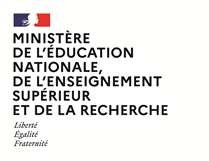 MINISTÈRE
DE L'ÉDUCATION
NATIONALE,
DE L'ENSEIGNEMENT
SUPÉRIEUR
ET DE LA RECHERCHE
Liberté
Égalité
Fraternité